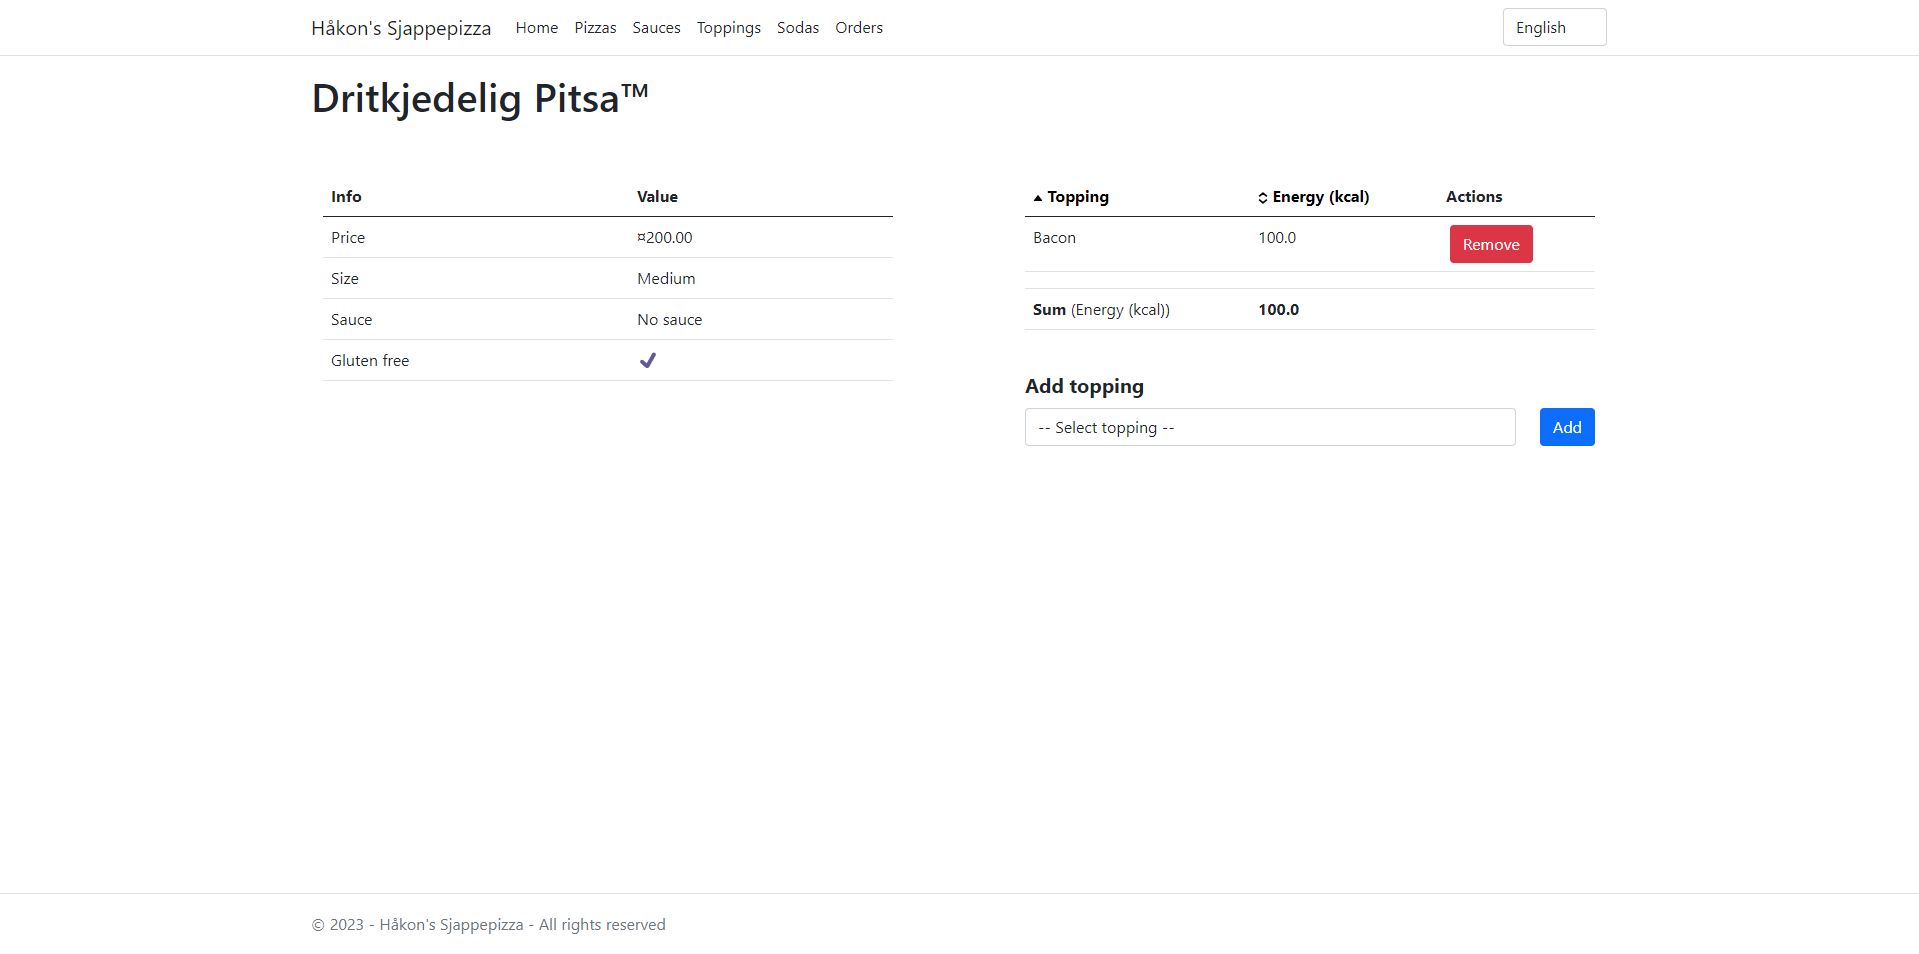 Håkon's Sjappepizza Home Pizzas Sauces Toppings Sodas Orders English
Dritkjedelig Pitsa™
Info Value
Price ¤200.00
Size Medium
Sauce No sauce
Gluten free ✔
Topping Energy (kcal) Actions
Bacon 100.0 Remove
Sum (Energy (kcal)) 100.0
Add topping
-- Select topping -- Add
© 2023 - Håkon's Sjappepizza - All rights reserved